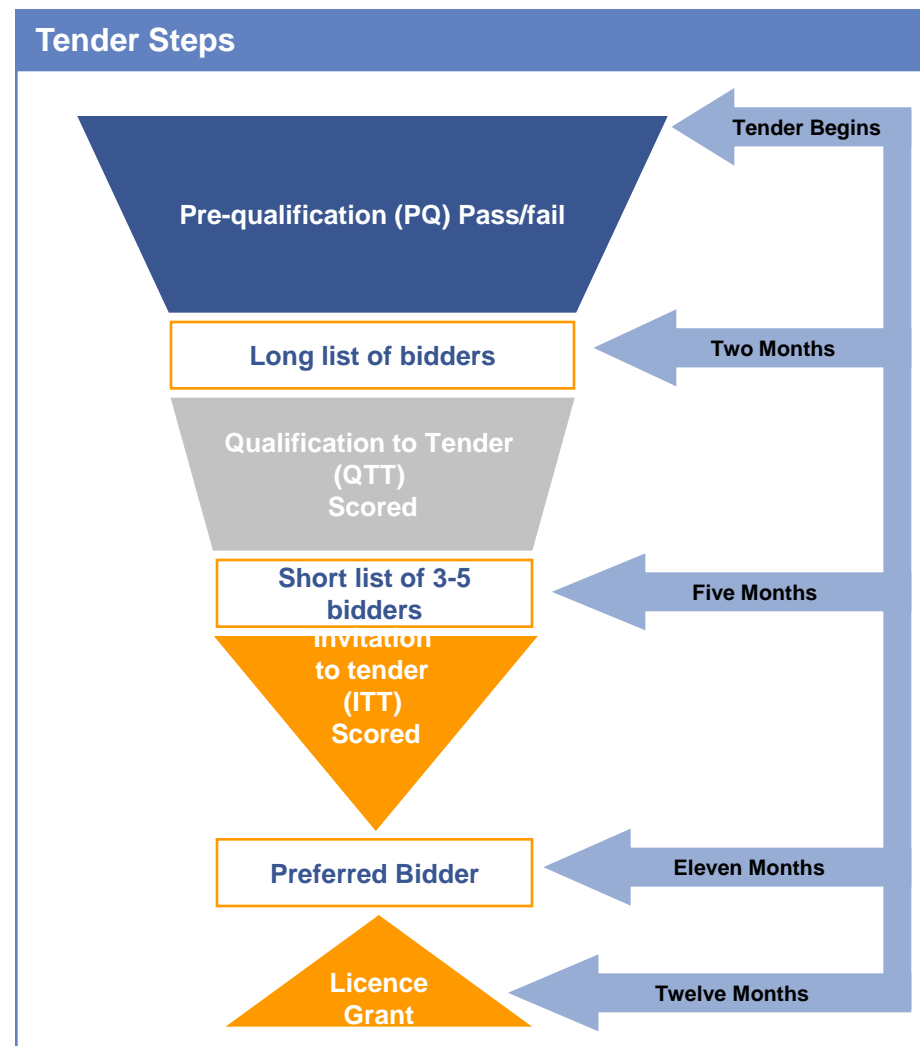 Tender Steps
Tender Begins
Pre-qualification (PQ) Pass/fail
Long list of bidders
Two Months
Qualification to Tender
(QTT)
Scored
Short list of 3-5
bidders
Five Months
Invitation
to tender
(ITT)
Scored
Preferred Bidder
Eleven Months
Licence
Grant
Twelve Months